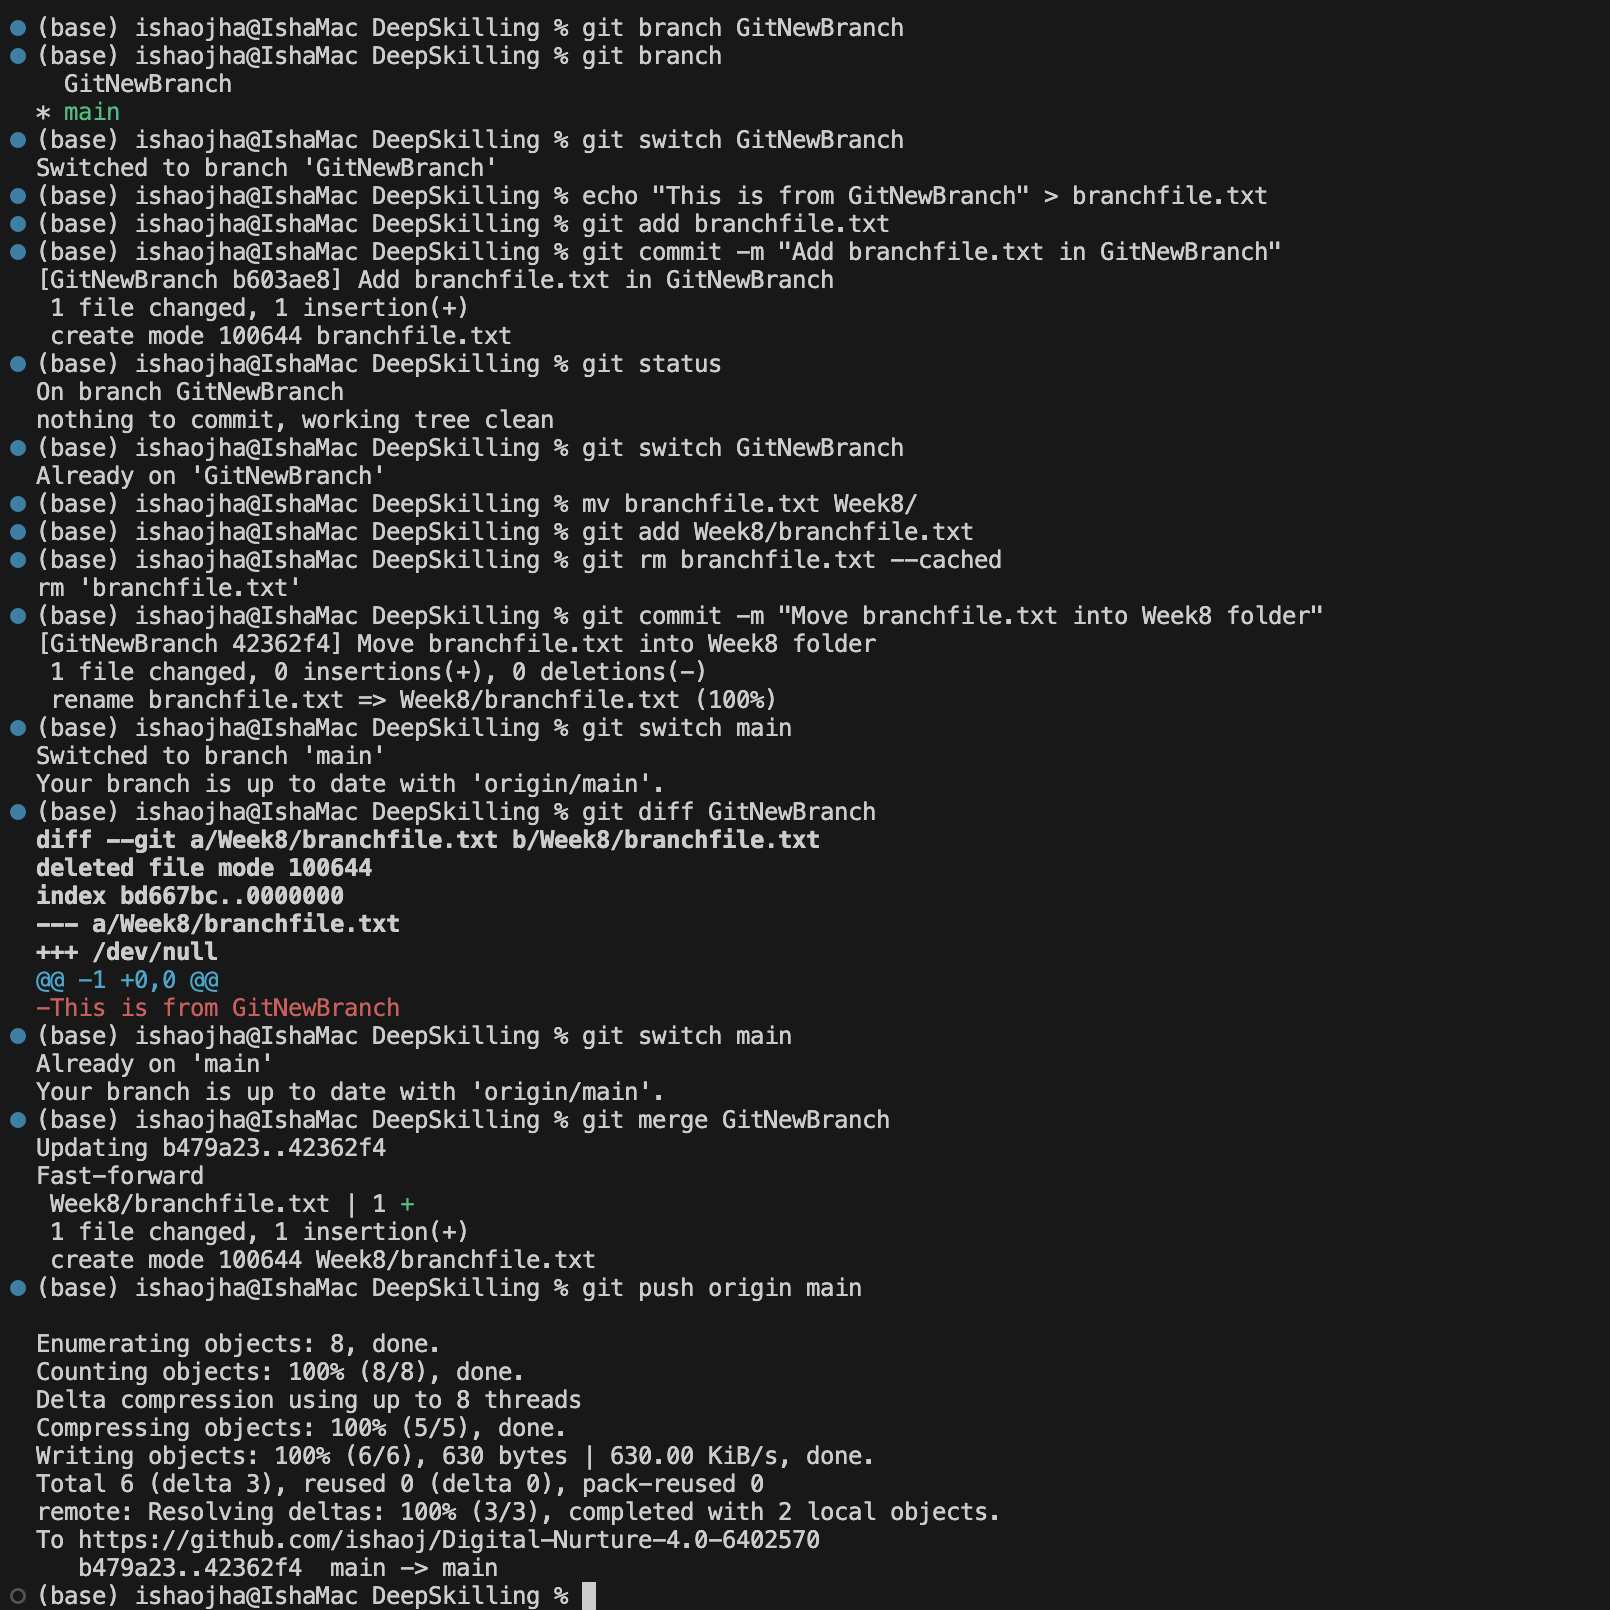 (base) ishaojha@IshaMac DeepSkilling % git branch GitNewBranch
(base) ishaojha@IshaMac DeepSkilling % git branch
  GitNewBranch
* main
(base) ishaojha@IshaMac DeepSkilling % git switch GitNewBranch
Switched to branch 'GitNewBranch'
(base) ishaojha@IshaMac DeepSkilling % echo "This is from GitNewBranch" > branchfile.txt
(base) ishaojha@IshaMac DeepSkilling % git add branchfile.txt
(base) ishaojha@IshaMac DeepSkilling % git commit -m "Add branchfile.txt in GitNewBranch"
[GitNewBranch b603ae8] Add branchfile.txt in GitNewBranch
 1 file changed, 1 insertion(+)
 create mode 100644 branchfile.txt
(base) ishaojha@IshaMac DeepSkilling % git status
On branch GitNewBranch
nothing to commit, working tree clean
(base) ishaojha@IshaMac DeepSkilling % git switch GitNewBranch
Already on 'GitNewBranch'
(base) ishaojha@IshaMac DeepSkilling % mv branchfile.txt Week8/
(base) ishaojha@IshaMac DeepSkilling % git add Week8/branchfile.txt
(base) ishaojha@IshaMac DeepSkilling % git rm branchfile.txt --cached
rm 'branchfile.txt'
(base) ishaojha@IshaMac DeepSkilling % git commit -m "Move branchfile.txt into Week8 folder"
[GitNewBranch 42362f4] Move branchfile.txt into Week8 folder
 1 file changed, 0 insertions(+), 0 deletions(-)
 rename branchfile.txt => Week8/branchfile.txt (100%)
(base) ishaojha@IshaMac DeepSkilling % git switch main
Switched to branch 'main'
Your branch is up to date with 'origin/main'.
(base) ishaojha@IshaMac DeepSkilling % git diff GitNewBranch
diff --git a/Week8/branchfile.txt b/Week8/branchfile.txt
deleted file mode 100644
index bd667bc..0000000
--- a/Week8/branchfile.txt
+++ /dev/null
@@ -1 +0,0 @@
-This is from GitNewBranch
(base) ishaojha@IshaMac DeepSkilling % git switch main
Already on 'main'
Your branch is up to date with 'origin/main'.
(base) ishaojha@IshaMac DeepSkilling % git merge GitNewBranch
Updating b479a23..42362f4
Fast-forward
 Week8/branchfile.txt | 1 +
 1 file changed, 1 insertion(+)
 create mode 100644 Week8/branchfile.txt
(base) ishaojha@IshaMac DeepSkilling % git push origin main
Enumerating objects: 8, done.
Counting objects: 100% (8/8), done.
Delta compression using up to 8 threads
Compressing objects: 100% (5/5), done.
Writing objects: 100% (6/6), 630 bytes | 630.00 KiB/s, done.
Total 6 (delta 3), reused 0 (delta 0), pack-reused 0
remote: Resolving deltas: 100% (3/3), completed with 2 local objects.
To https://github.com/ishaoj/Digital-Nurture-4.0-6402570
   b479a23..42362f4  main -> main
(base) ishaojha@IshaMac DeepSkilling %